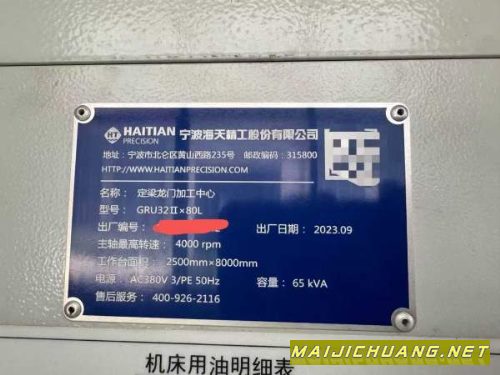 HAITIAN PRECISION 宁波海天精工股份有限公司
地址：宁波市北仑区黄山西路235号 邮政编码：315800
HTTP://WWW.HAITIANPRECISION.COM
名称：定梁龙门加工中心
型号：GRU32II×80L
出厂编号： 出厂日期：2023.09
主轴最高转速：4000 rpm
工作台面积：2500mm×8000mm
电源：AC380V 3/PE 50Hz 容量：65 kVA
售后服务：400-926-2116
机床用油明细表
MAIJICHUANG.NET